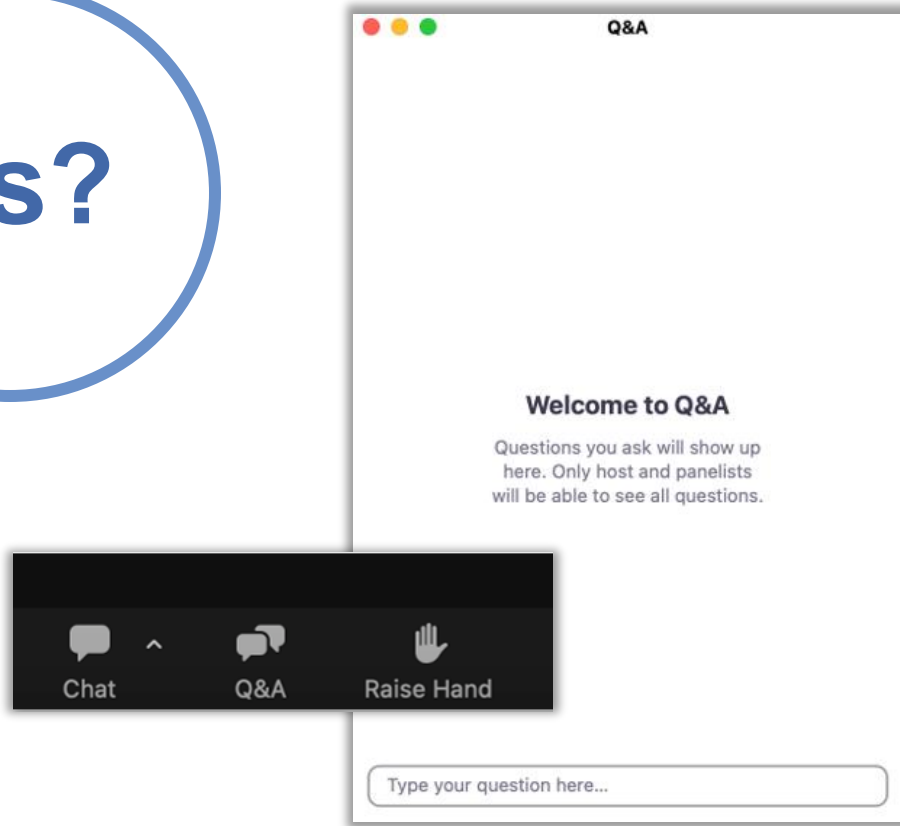 s?
Q&A
Welcome to Q&A
Questions you ask will show up
here. Only host and panelists
will be able to see all questions.
Chat
Q&A
Raise Hand
Type your question here...